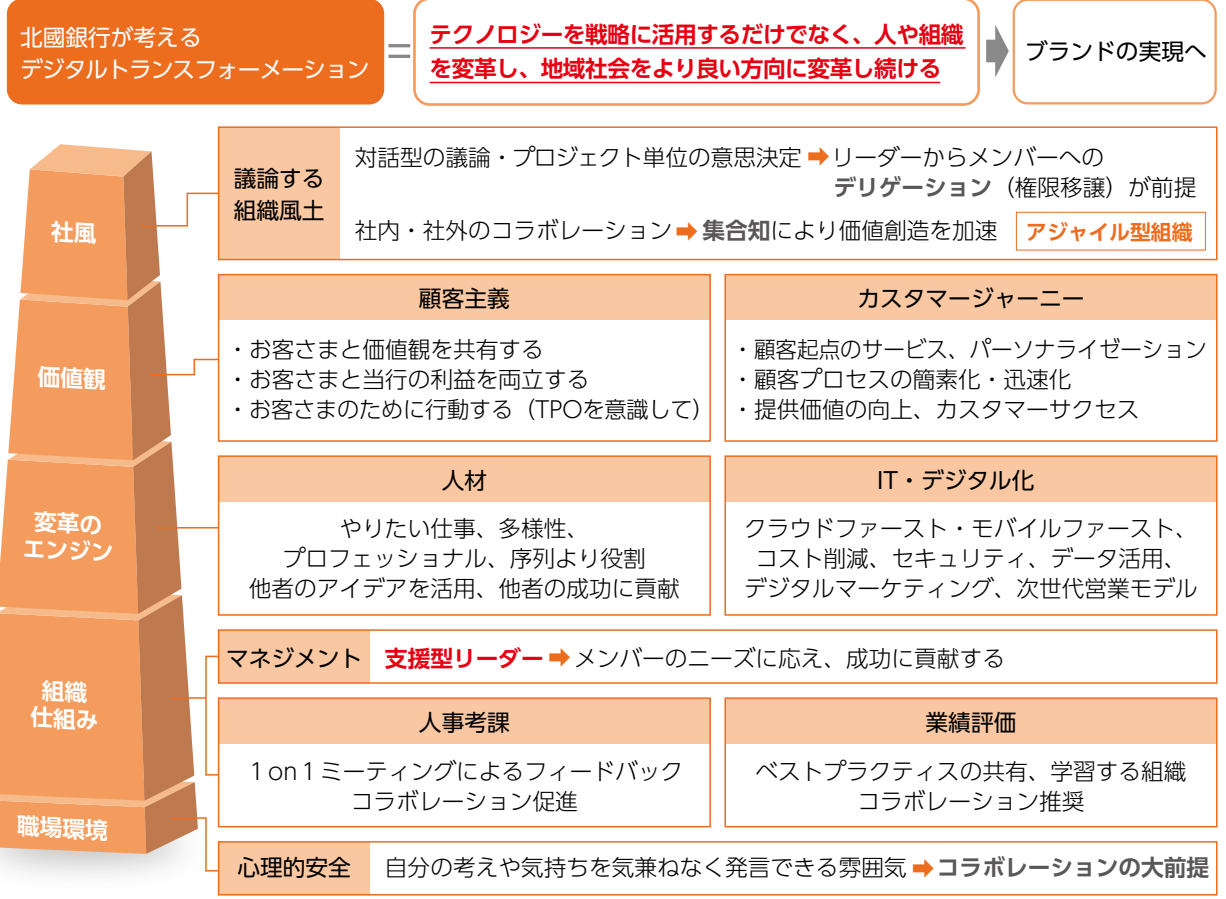 北國銀行が考える
デジタルトランスフォーメーション
＝
テクノロジーを戦略に活用するだけでなく、人や組織
を変革し、地域社会をより良い方向に変革し続ける
ブランドの実現へ
社風
議論する
組織風土
対話型の議論・プロジェクト単位の意思決定➡リーダーからメンバーへの
デリゲーション（権限移譲）が前提
社内・社外のコラボレーション➡集合知により価値創造を加速
アジャイル型組織
価値観
顧客主義
・お客さまと価値観を共有する
・お客さまと当行の利益を両立する
・お客さまのために行動する（TPOを意識して）
カスタマージャーニー
・顧客起点のサービス、パーソナライゼーション
・顧客プロセスの簡素化・迅速化
・提供価値の向上、カスタマーサクセス
変革の
エンジン
人材
やりたい仕事、多様性、
プロフェッショナル、序列より役割
他者のアイデアを活用、他者の成功に貢献
IT・デジタル化
クラウドファースト・モバイルファースト、
コスト削減、セキュリティ、データ活用、
デジタルマーケティング、次世代営業モデル
組織
仕組み
マネジメント
支援型リーダー➡メンバーのニーズに応え、成功に貢献する
人事考課
1on1ミーティングによるフィードバック
コラボレーション促進
業績評価
ベストプラクティスの共有、学習する組織
コラボレーション推奨
職場環境
心理的安全
自分の考えや気持ちを気兼ねなく発言できる雰囲気➡コラボレーションの大前提